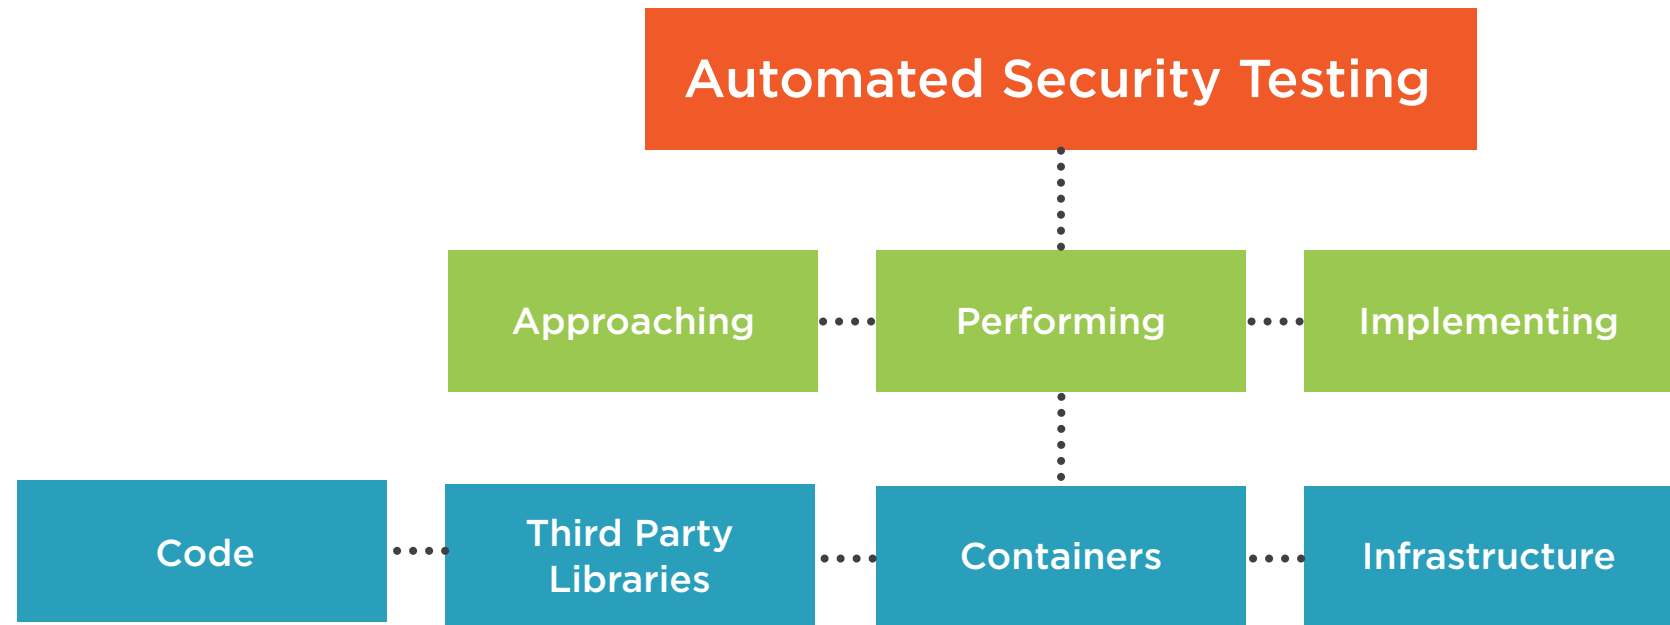 Automated Security Testing
Approaching
Performing
Implementing
Code
Third Party
Libraries
Containers
Infrastructure